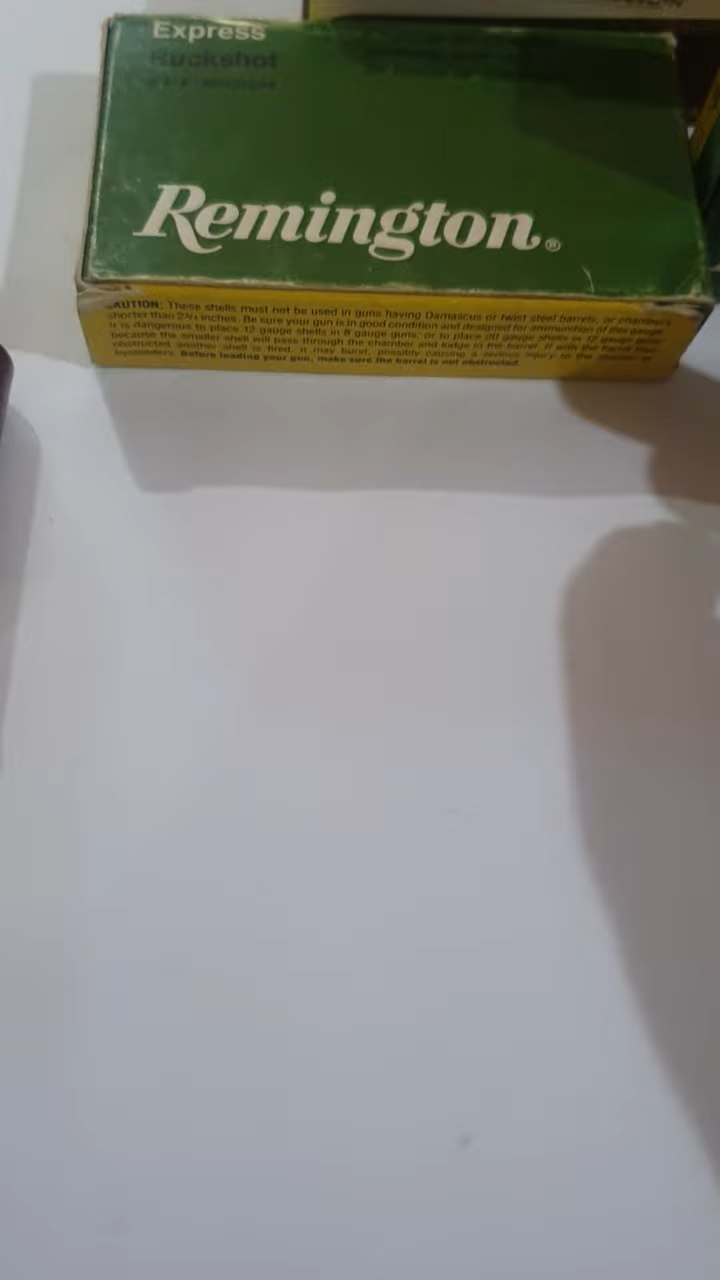 Express
Buckshot
Remington®
CAUTION: These shells must not be used in guns having Damascus or twist steel barrels, or chambers
shorter than 2¾ inches. Be sure your gun is in good condition and designed for ammunition of this
It is dangerous to place 12 gauge shells in 8 gauge guns, or to place 20 gauge shells in 12 gauge guns
because the smaller shell will pass through the chamber and lodge in the barrel. If with the barrel thus
obstructed another shell is fired, it may burst, possibly causing a serious injury to the
bystanders. Before loading your gun, make sure the barrel is not obstructed.